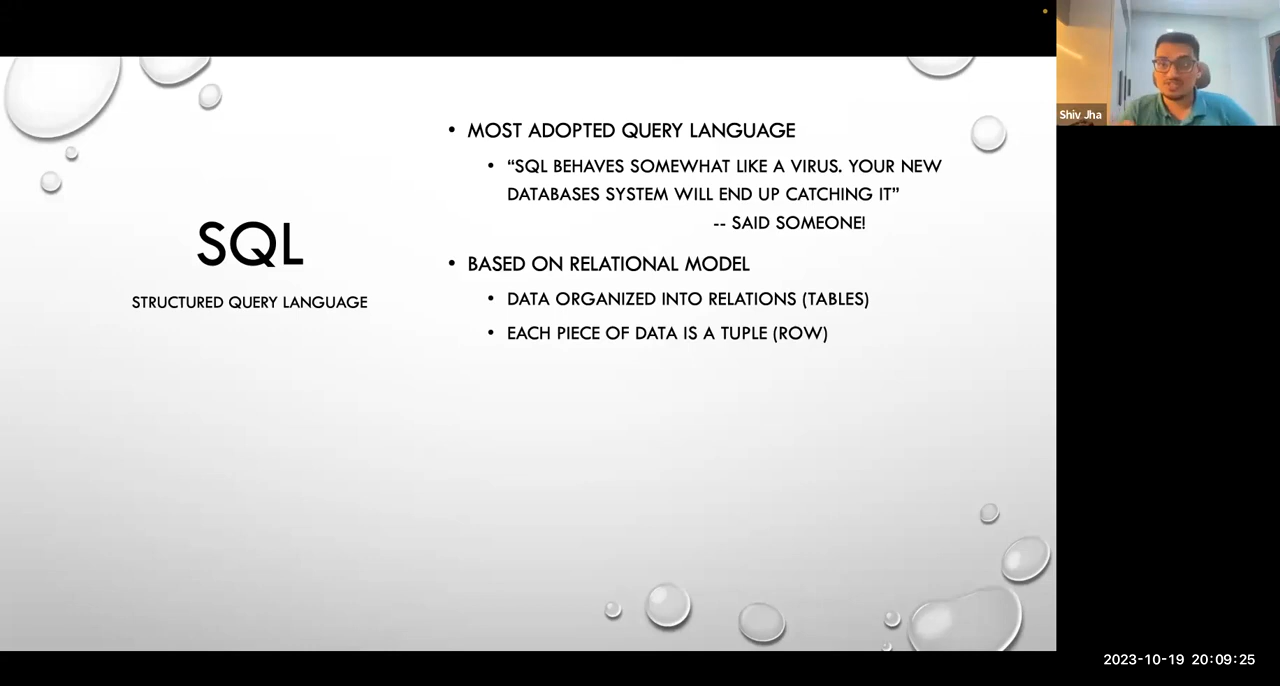 SQL
STRUCTURED QUERY LANGUAGE
• MOST ADOPTED QUERY LANGUAGE
• “SQL BEHAVES SOMEWHAT LIKE A VIRUS. YOUR NEW
DATABASES SYSTEM WILL END UP CATCHING IT”
-- SAID SOMEONE!
• BASED ON RELATIONAL MODEL
• DATA ORGANIZED INTO RELATIONS (TABLES)
• EACH PIECE OF DATA IS A TUPLE (ROW)
Shiv Jha
2023-10-19 20:09:25